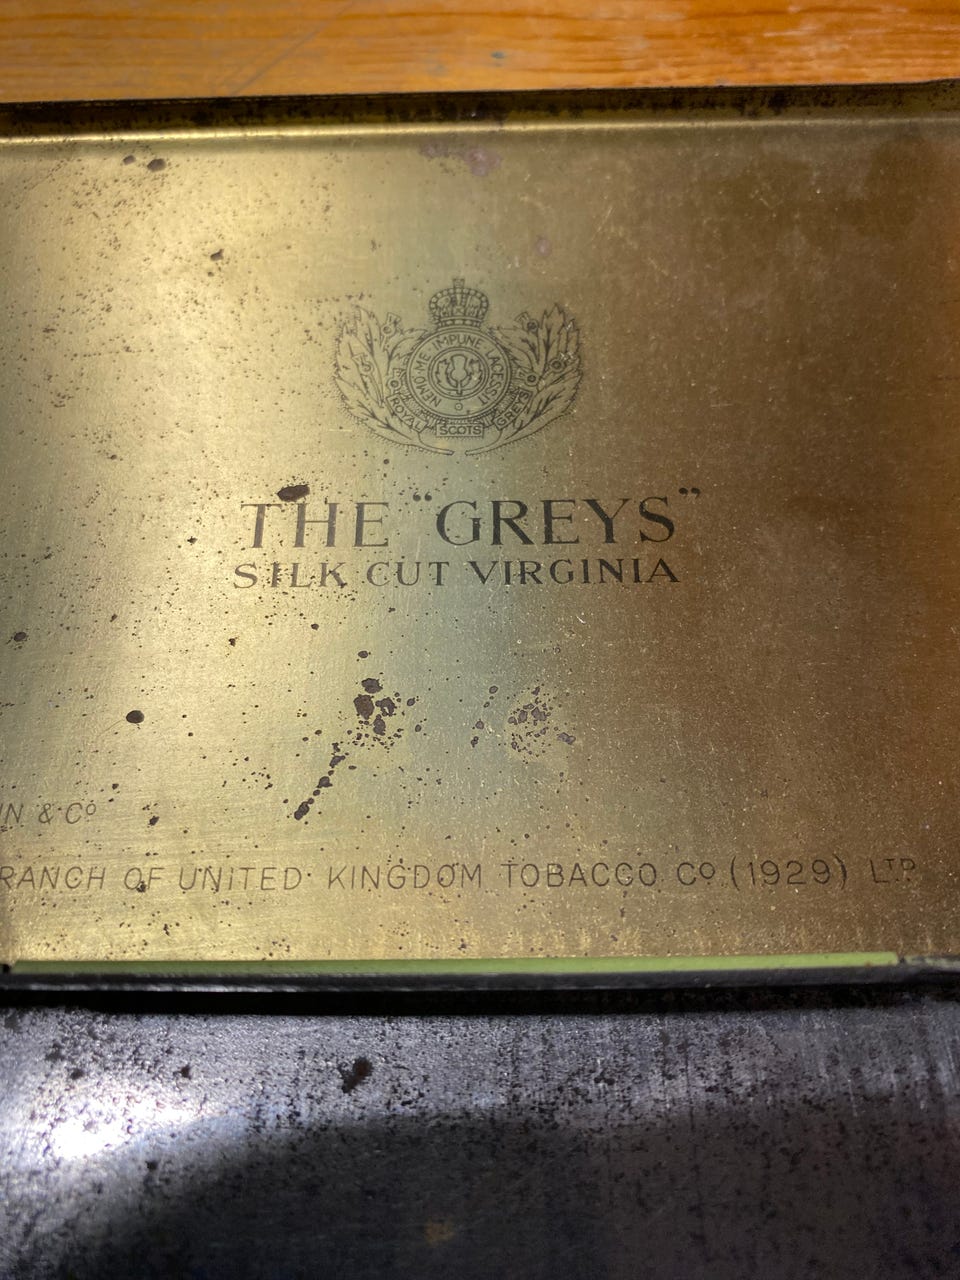 NEMO ME IMPUNE LACESSIT
ROYAL SCOTS GREYS
THE “GREYS”
SILK CUT VIRGINIA
& Cº
OF UNITED KINGDOM TOBACCO Cº (1929) LTD